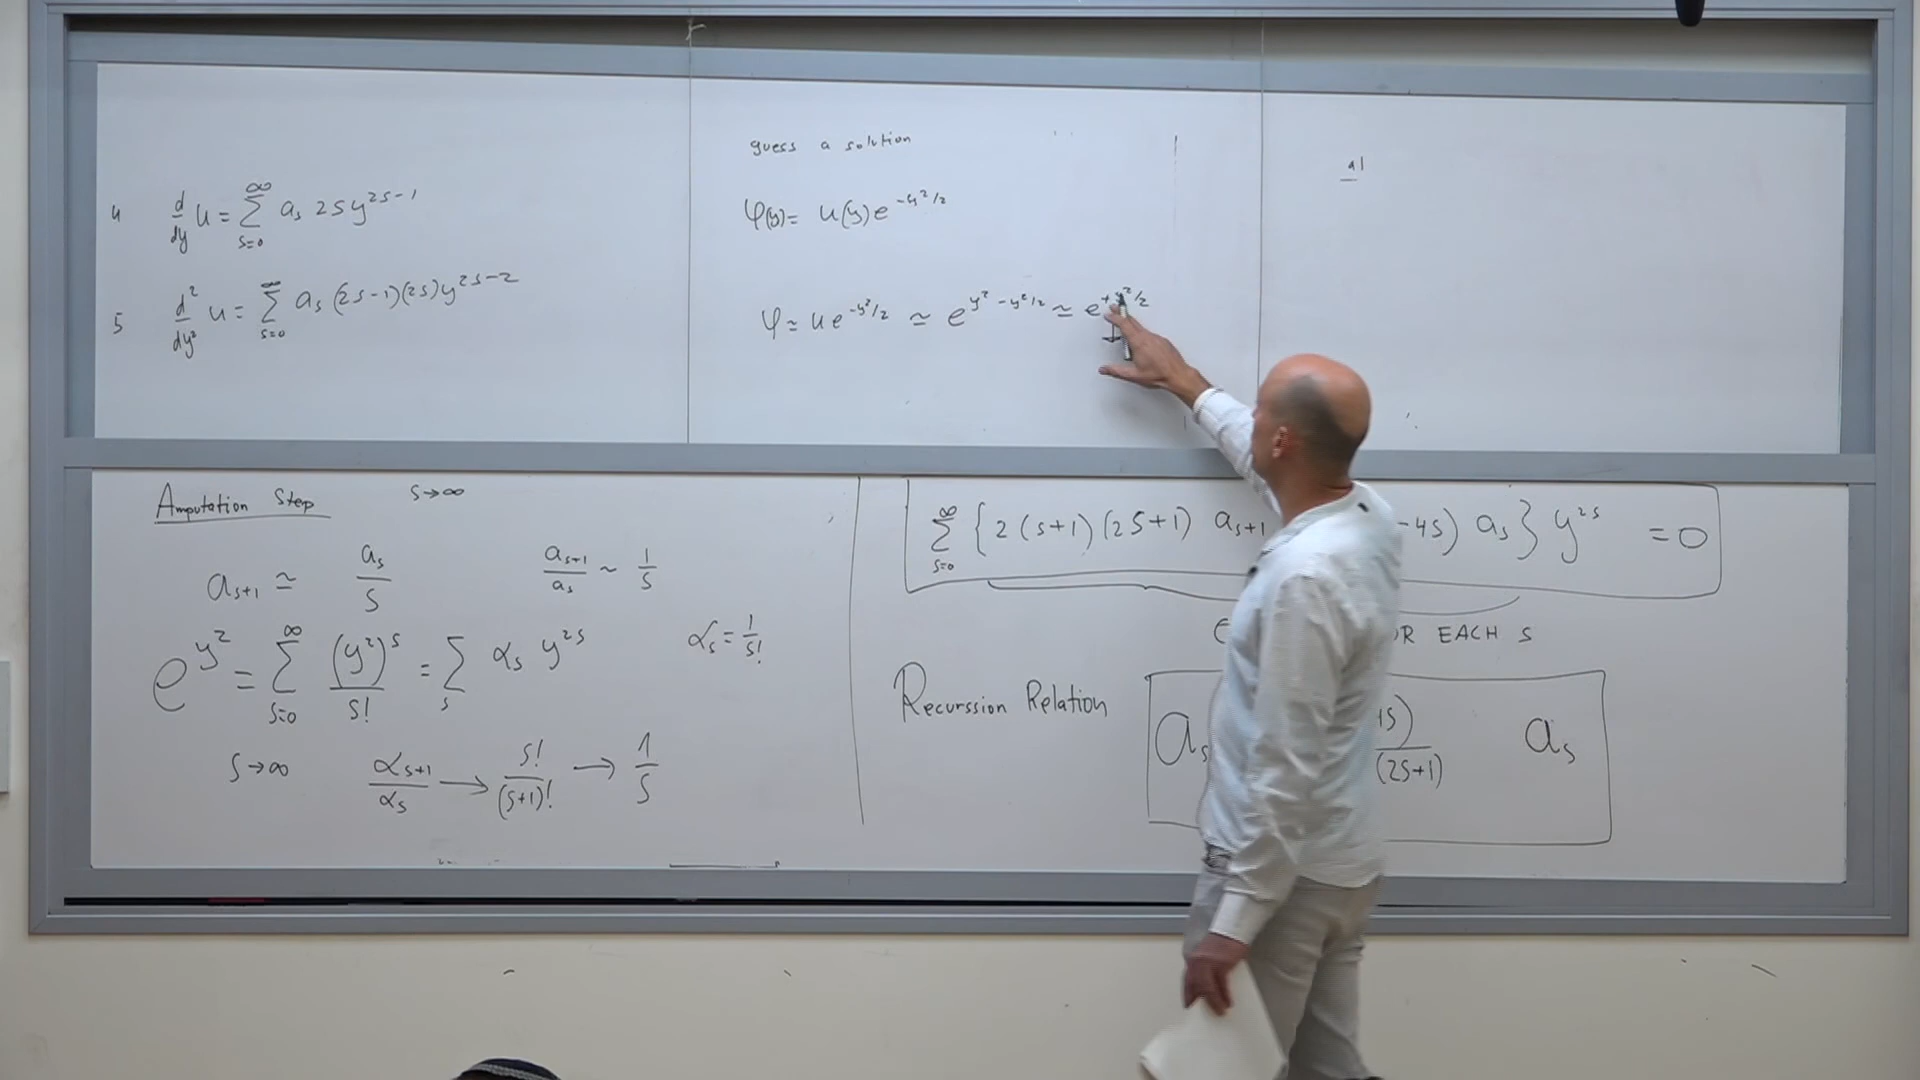 4 d/dy u = ∑_{s=0}^{∞} a_s 2s y^{2s-1}
5 d²/dy² u = ∑_{s=0}^{∞} a_s (2s-1)(2s) y^{2s-2}
guess a solution
φ(y) = u(y) e^{-y²/2}
φ ≃ u e^{-y²/2} ≃ e^{y² - y²/2} ≃ e^{+y²/2}
a1
Amputation Step s→∞
a_{s+1} ≃ a_s/s a_{s+1}/a_s ~ 1/s
e^{y²} = ∑_{s=0}^{∞} (y²)^s/s! = ∑_s α_s y^{2s} α_s = 1/s!
s→∞ α_{s+1}/α_s → s!/(s+1)! → 1/s
∑_{s=0}^{∞} {2(s+1)(2s+1) a_{s+1} -4s) a_s} y^{2s} = 0
R EACH s
Recurssion Relation a_s s) (2s+1) a_s